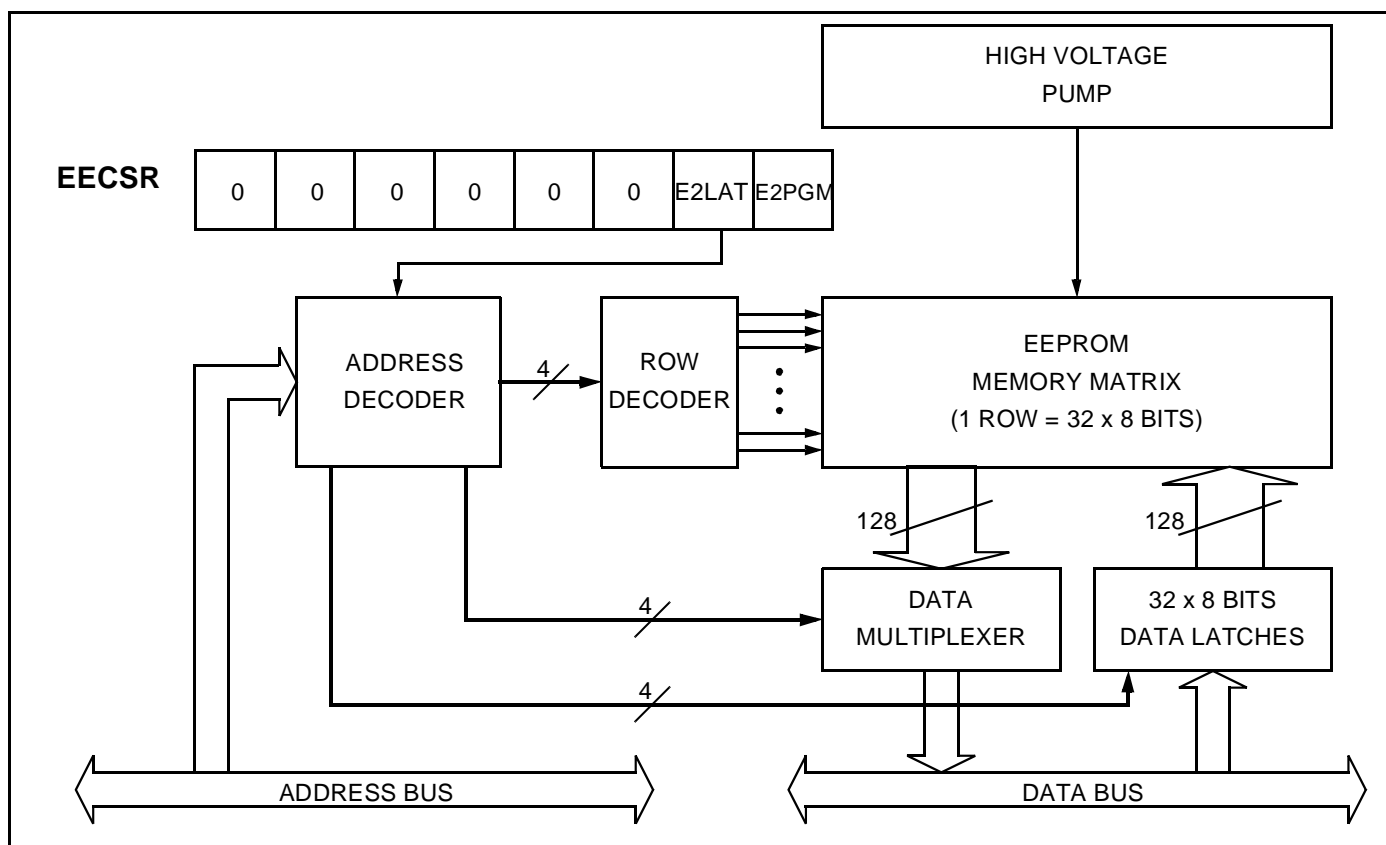 HIGH VOLTAGE
PUMP
EECSR
0 0 0 0 0 0 E2LAT E2PGM
ADDRESS
DECODER
4
ROW
DECODER
EEPROM
MEMORY MATRIX
(1 ROW = 32 x 8 BITS)
128
128
4
DATA
MULTIPLEXER
32 x 8 BITS
DATA LATCHES
4
ADDRESS BUS
DATA BUS